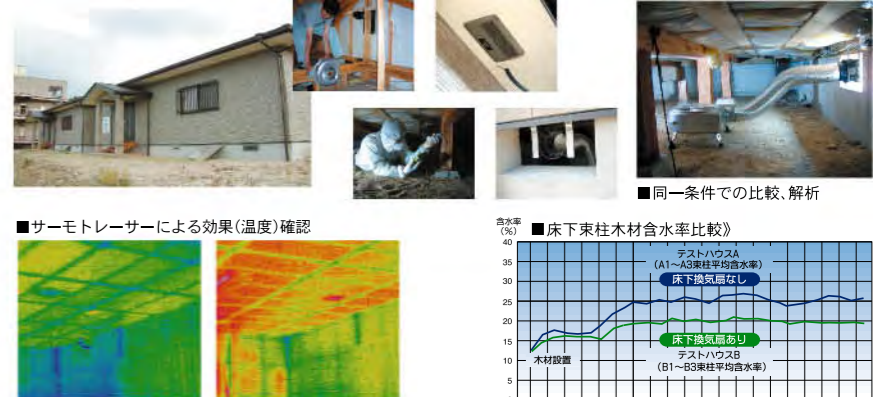 ■同一条件での比較、解析
■サーモトレーサーによる効果(温度)確認
含水率
(%)
■床下束柱木材含水率比較》
40
35
30
25
20
15
10
5
テストハウスA
(A1～A3束柱平均含水率)
床下換気扇なし
床下換気扇あり
テストハウスB
(B1～B3束柱平均含水率)
木材設置